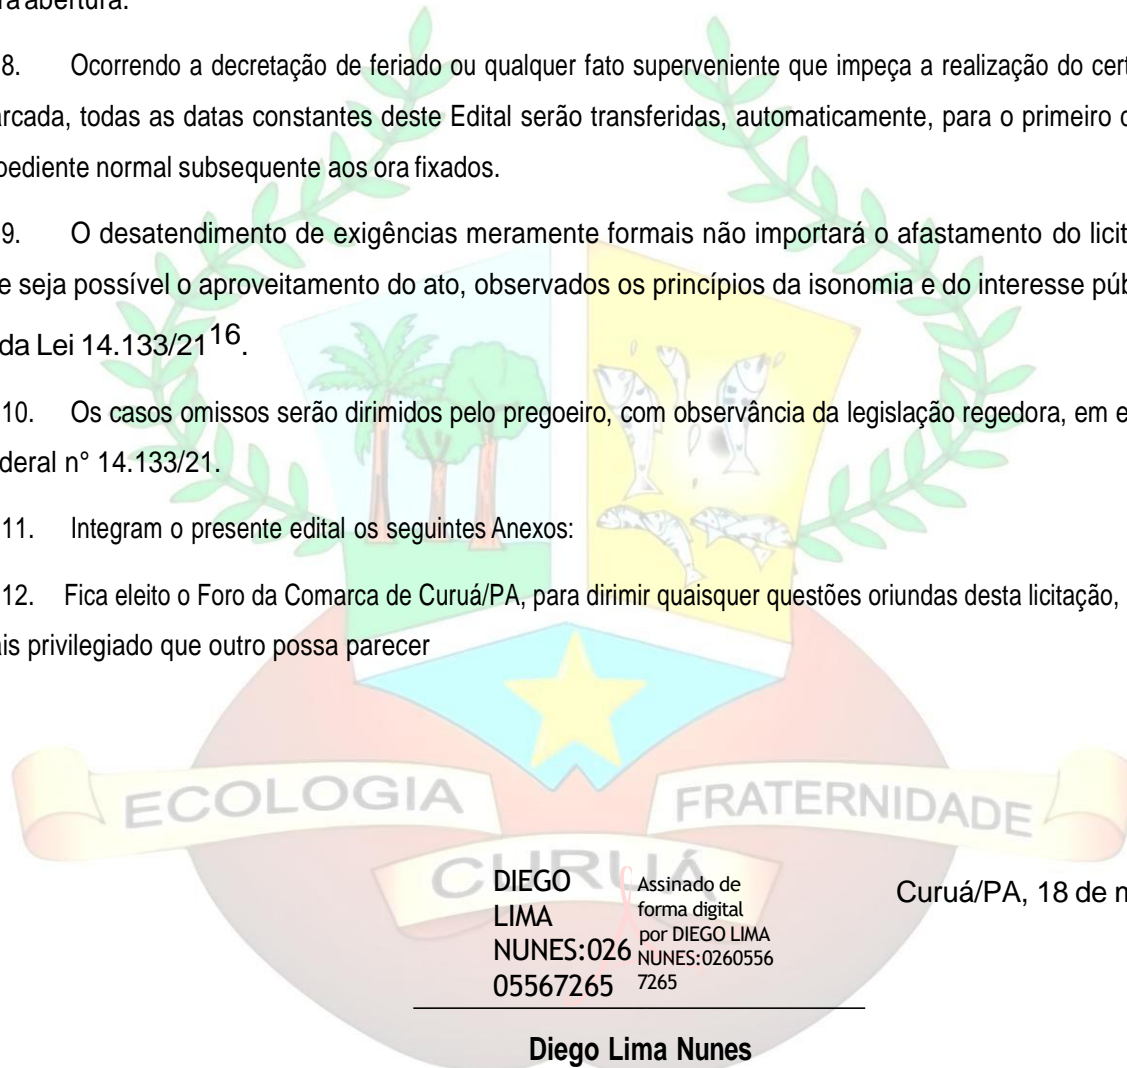 ra abertura.
8. Ocorrendo a decretação de feriado ou qualquer fato superveniente que impeça a realização do cert
arcada, todas as datas constantes deste Edital serão transferidas, automaticamente, para o primeiro
pediente normal subsequente aos ora fixados.
9. O desatendimento de exigências meramente formais não importará o afastamento do licit
e seja possível o aproveitamento do ato, observados os princípios da isonomia e do interesse púb
da Lei 14.133/21¹⁶.
10. Os casos omissos serão dirimidos pelo pregoeiro, com observância da legislação regedora, em e
deral n° 14.133/21.
11. Integram o presente edital os seguintes Anexos:
12. Fica eleito o Foro da Comarca de Curuá/PA, para dirimir quaisquer questões oriundas desta licitação,
is privilegiado que outro possa parecer
ECOLOGIA FRATERNIDADE
CURUÁ
Curuá/PA, 18 de
DIEGO
LIMA
NUNES:026
05567265
Assinado de
forma digital
por DIEGO LIMA
NUNES:0260556
7265
Diego Lima Nunes